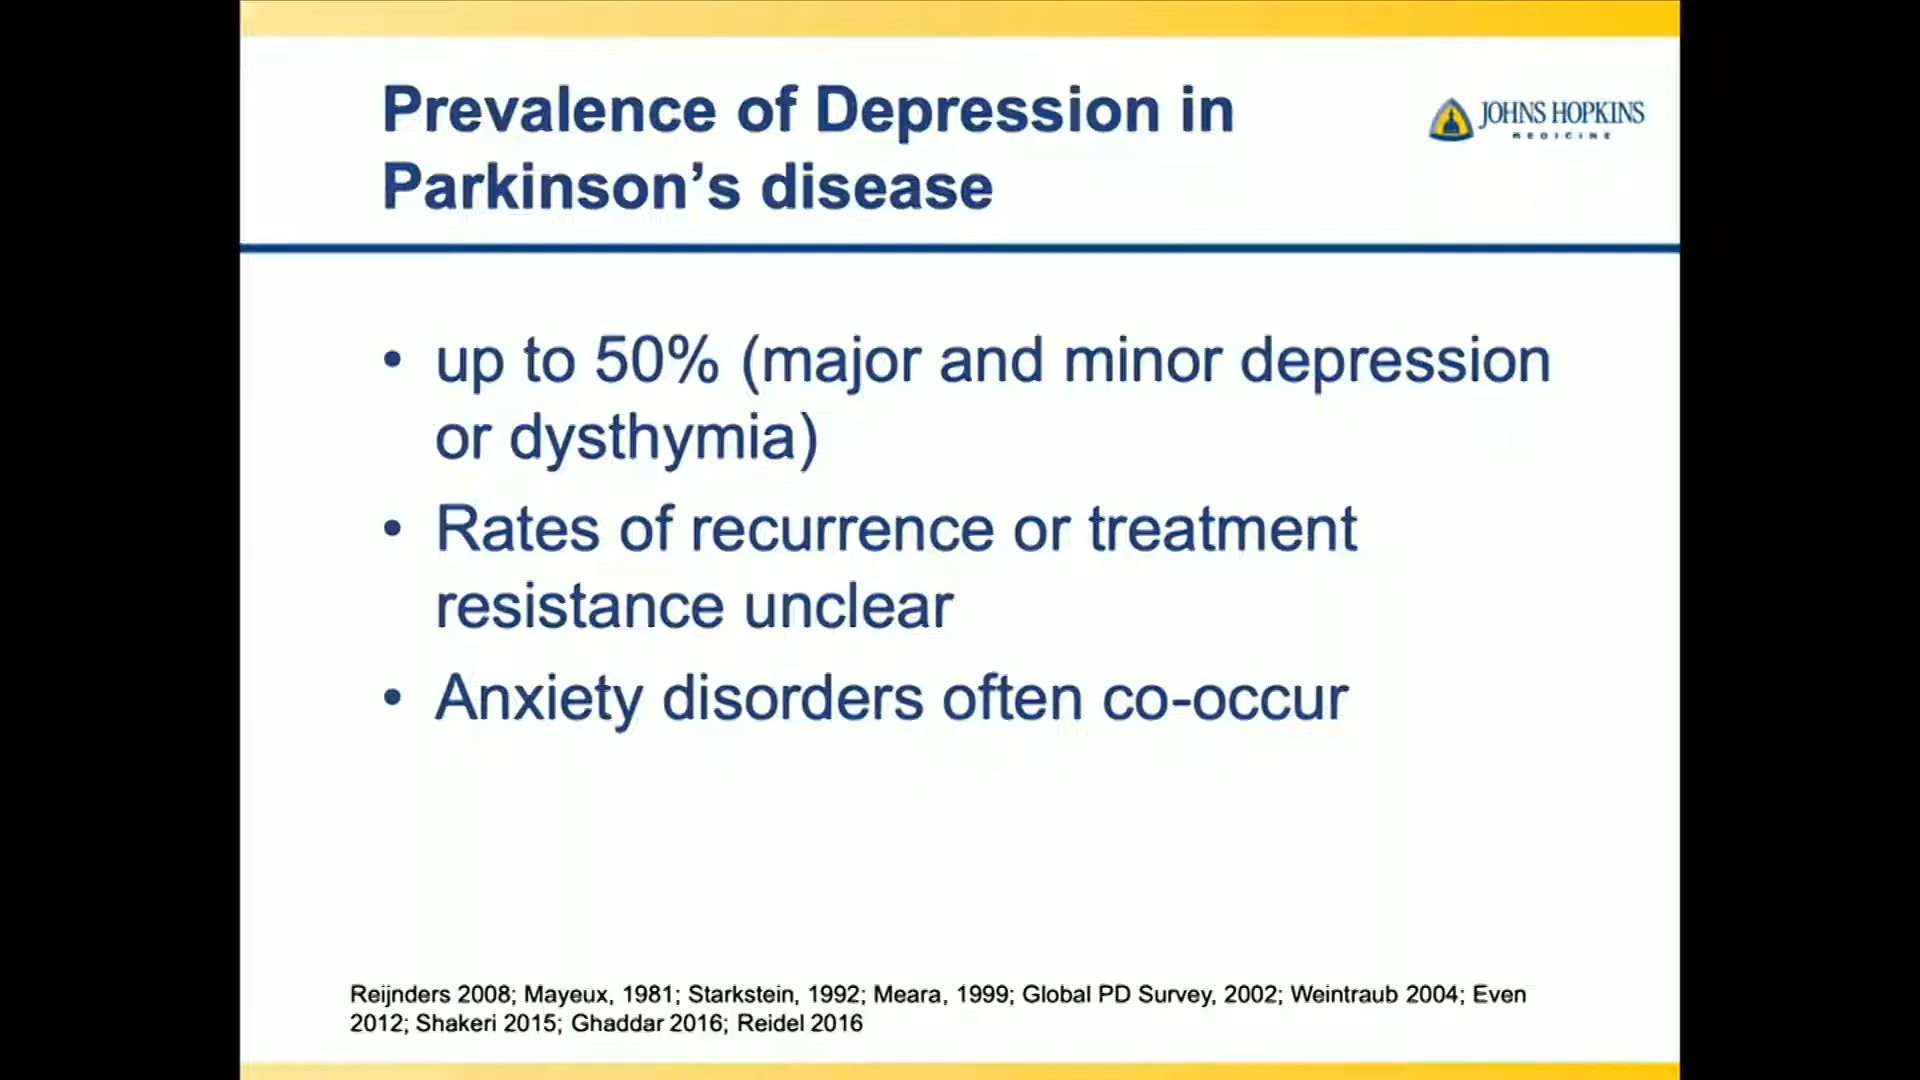 Prevalence of Depression in
Parkinson’s disease
JOHNS HOPKINS
MEDICINE
• up to 50% (major and minor depression
or dysthymia)
• Rates of recurrence or treatment
resistance unclear
• Anxiety disorders often co-occur
Reijnders 2008; Mayeux, 1981; Starkstein, 1992; Meara, 1999; Global PD Survey, 2002; Weintraub 2004; Even
2012; Shakeri 2015; Ghaddar 2016; Reidel 2016